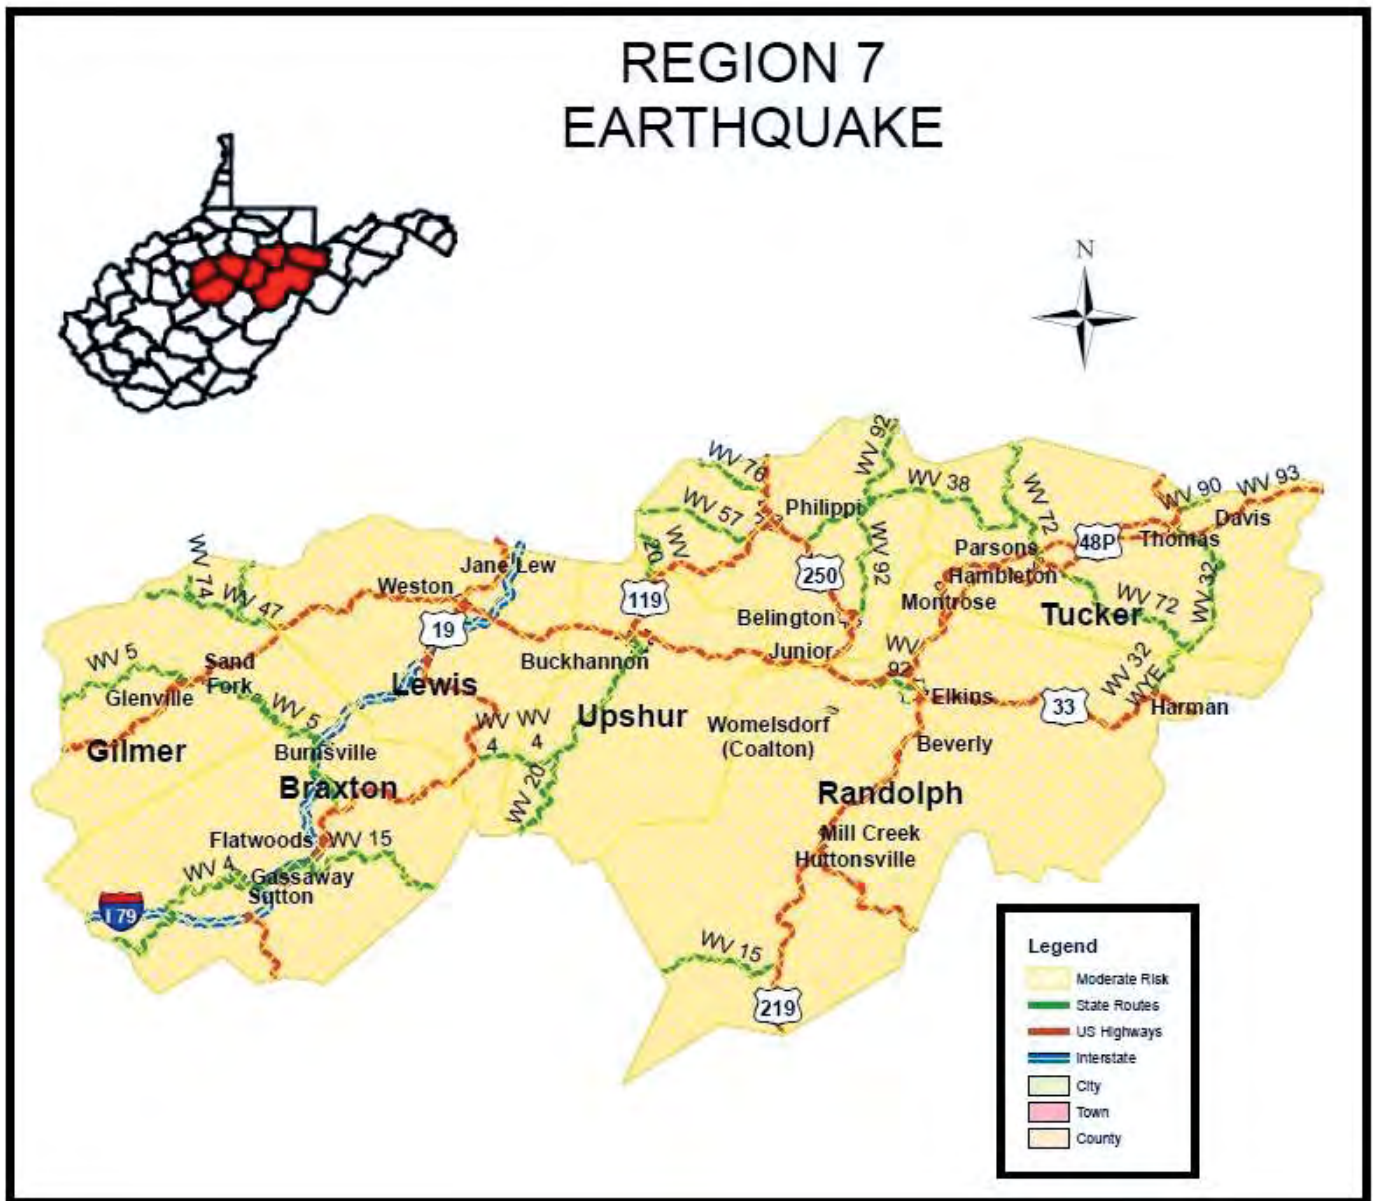 REGION 7
EARTHQUAKE
N
WV 92
WV 76
WV 38
WV 72
WV 90
WV 93
WV 57
Philippi
Davis
WV 74
Jane Lew
20
WV
WV 92
Parsons
48P
Thomas
Weston
250
Hambleton
WV 47
119
Montrose
WV 72
WV 32
19
Belington
Tucker
WV 5
Sand
Fork
Buckhannon
Junior
WV
92
WV 32
WYE
Glenville
Lewis
Elkins
33
Harman
WV 5
WV
4
WV
4
Upshur
Womelsdorf
(Coalton)
Gilmer
Burnsville
Beverly
Braxton
WV 20
Randolph
Flatwoods
WV 15
Mill Creek
Huttonsville
WV 4
Gassaway
Sutton
I 79
WV 15
219
Legend
Moderate Risk
State Routes
US Highways
Interstate
City
Town
County